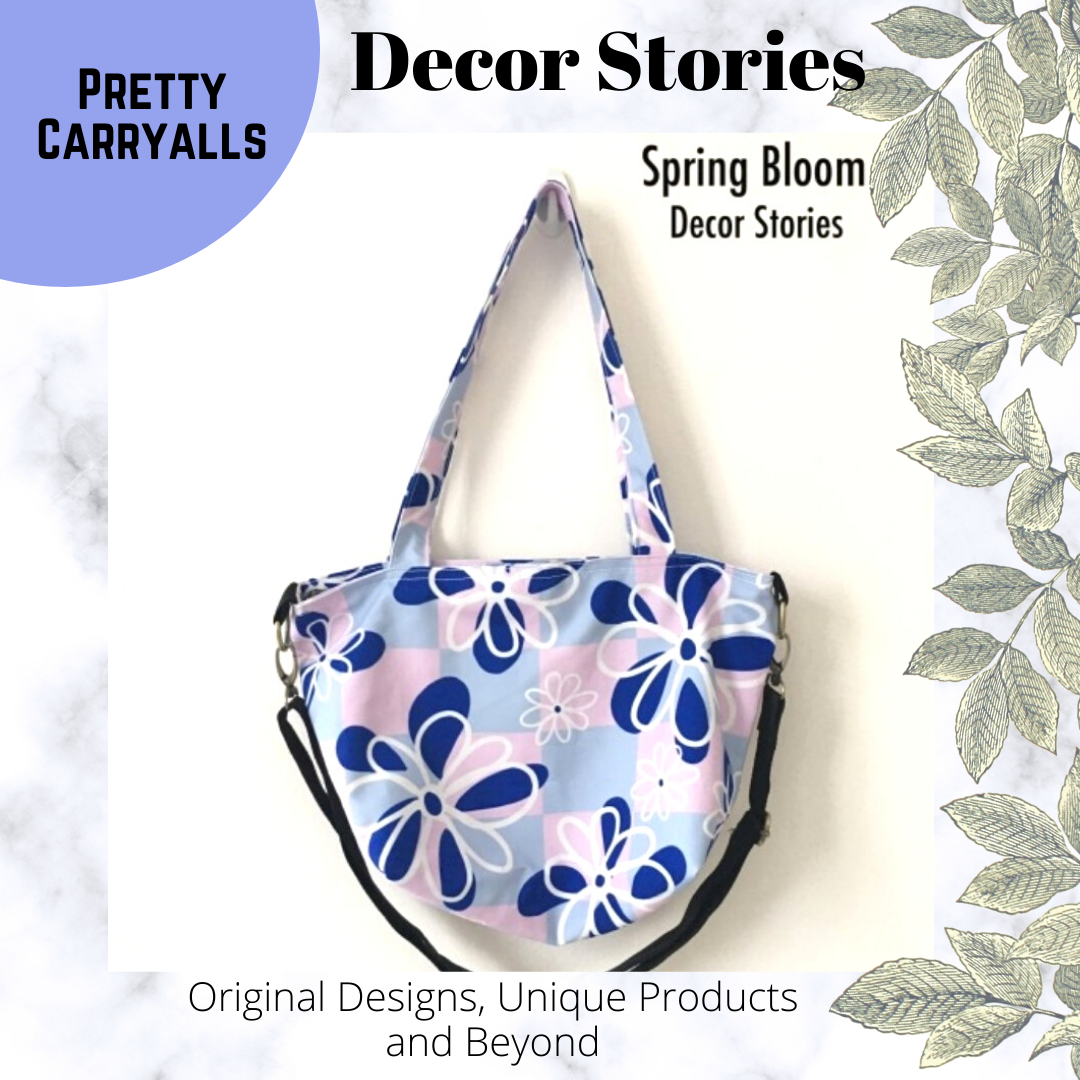 Pretty
Carryalls
Decor Stories
Spring Bloom
Decor Stories
Original Designs, Unique Products
and Beyond